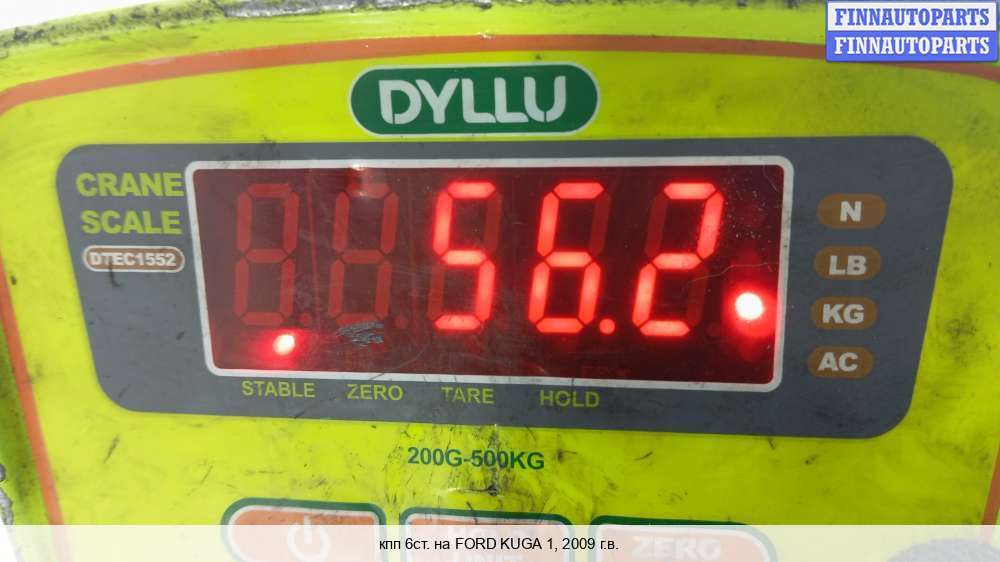 FINNAUTOPARTS
FINNAUTOPARTS
DYLLU
CRANE
SCALE
DTEC1552
56.2
N
LB
KG
AC
STABLE ZERO TARE HOLD
200G-500KG
ZERO
кпп 6ст. на FORD KUGA 1, 2009 г.в.